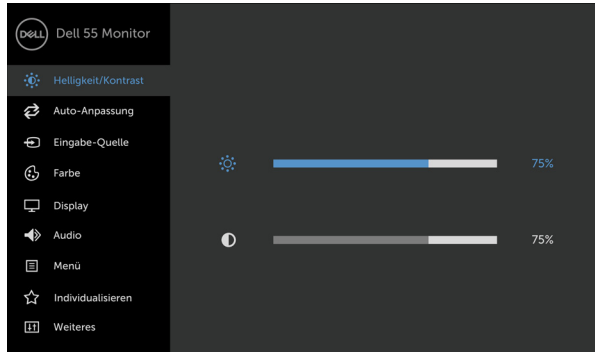 DELL Dell 55 Monitor
Helligkeit/Kontrast
Auto-Anpassung
Eingabe-Quelle
Farbe
Display
Audio
Menü
Individualisieren
Weiteres
75%
75%